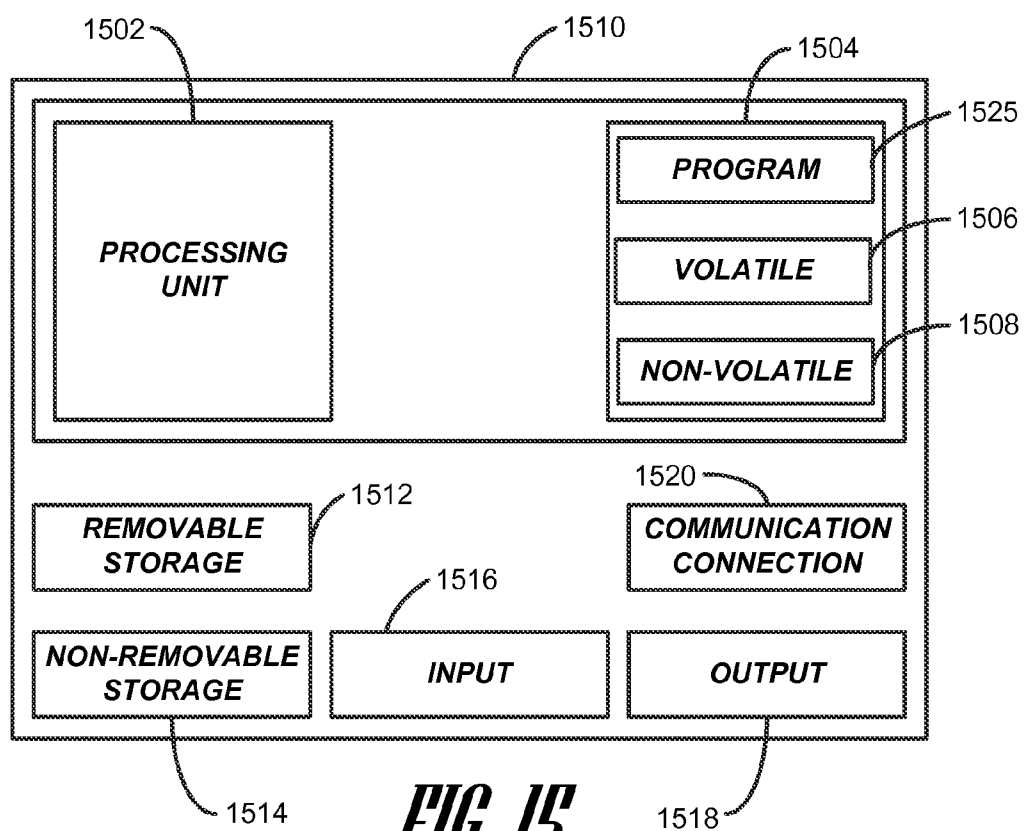 1502
1510
1504
1525
PROGRAM
1506
PROCESSING
UNIT
VOLATILE
1508
NON-VOLATILE
1512
1520
REMOVABLE
STORAGE
COMMUNICATION
CONNECTION
1516
NON-REMOVABLE
STORAGE
INPUT
OUTPUT
1514
FIG. 15
1518